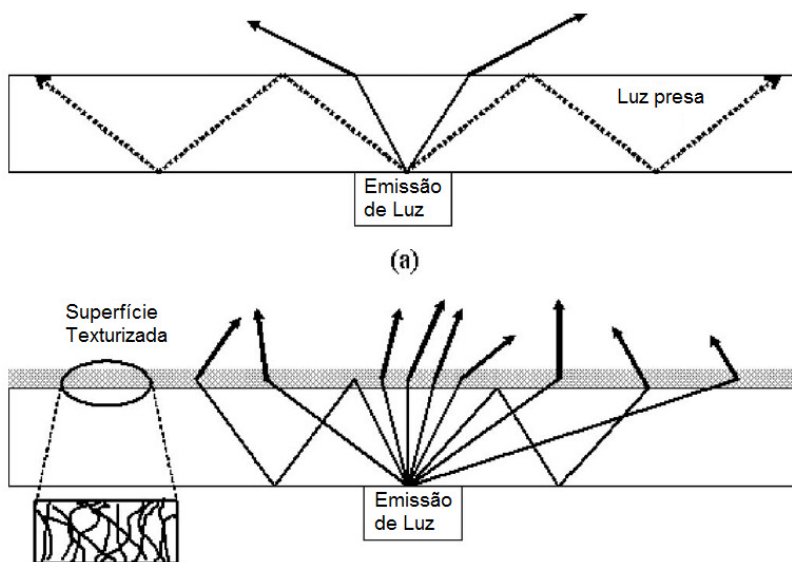 Luz presa
Emissão
de Luz
(a)
Superfície
Texturizada
Emissão
de Luz